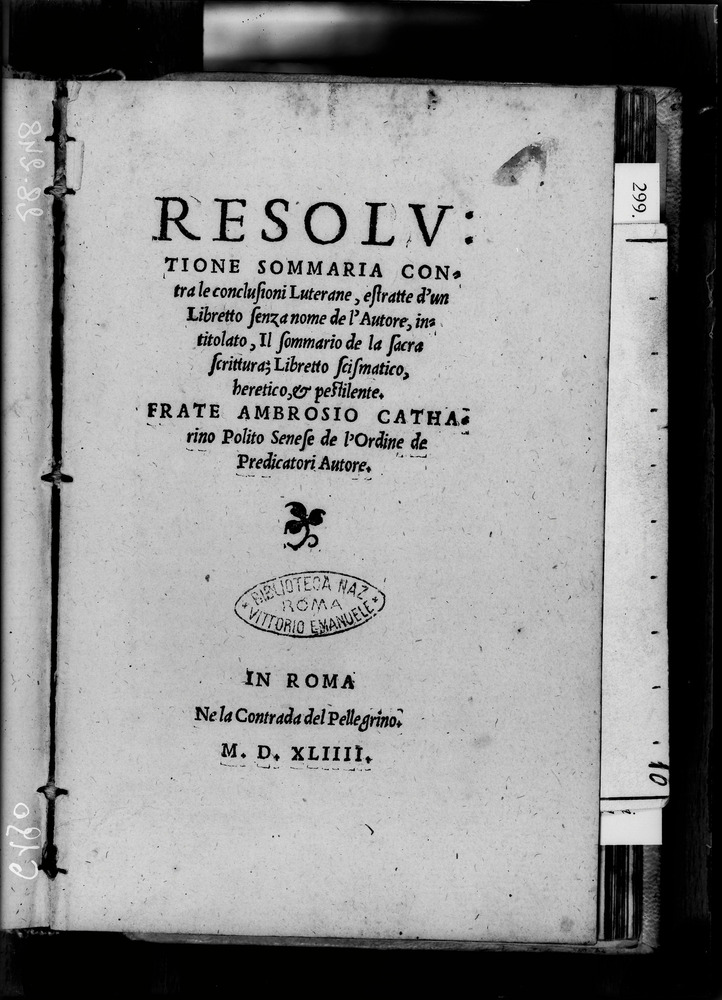 RESOLV:
TIONE SOMMARIA CON-
tra le concluſioni Luterane, eſtratte d'un
Libretto ſenza nome de l'Autore, in-
titolato, Il ſommario de la ſacra
ſcrittura; Libretto ſciſmatico,
heretico, & peſtilente.
FRATE AMBROSIO CATHA-
rino Polito Seneſe de l'Ordine de
Predicatori Autore.
BIBLIOTECA NAZ.
ROMA
* VITTORIO EMANUELE *
IN ROMA
Ne la Contrada del Pellegrino.
M. D. XLIIII.
299.
10